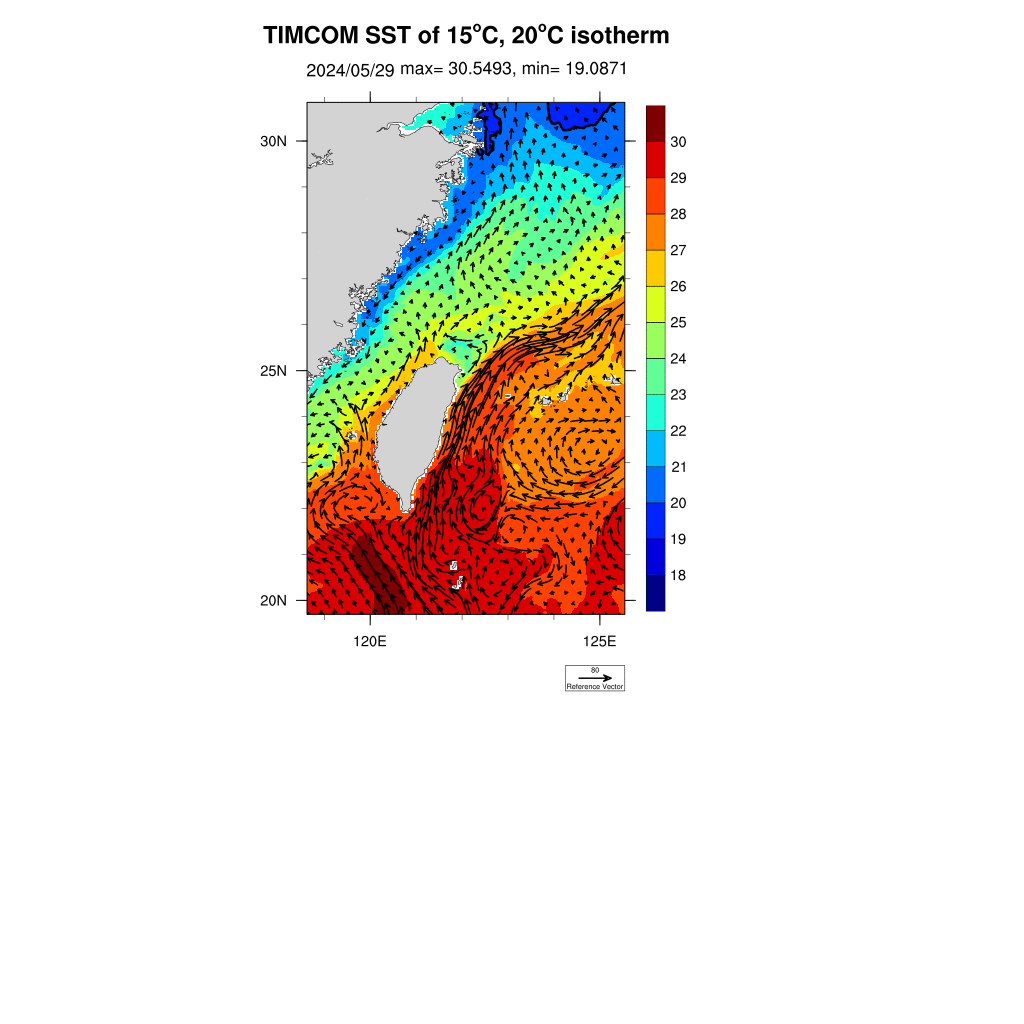 TIMCOM SST of 15°C, 20°C isotherm
2024/05/29 max= 30.5493, min= 19.0871
30N
25N
20N
120E
125E
30
29
28
27
26
25
24
23
22
21
20
19
18
80
Reference Vector